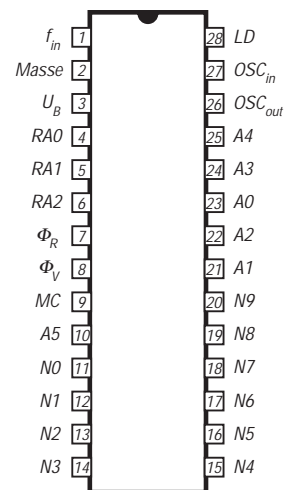 f_in 1 28 LD
Masse 2 27 OSC_in
U_B 3 26 OSC_out
RA0 4 25 A4
RA1 5 24 A3
RA2 6 23 A0
Φ_R 7 22 A2
Φ_V 8 21 A1
MC 9 20 N9
A5 10 19 N8
N0 11 18 N7
N1 12 17 N6
N2 13 16 N5
N3 14 15 N4